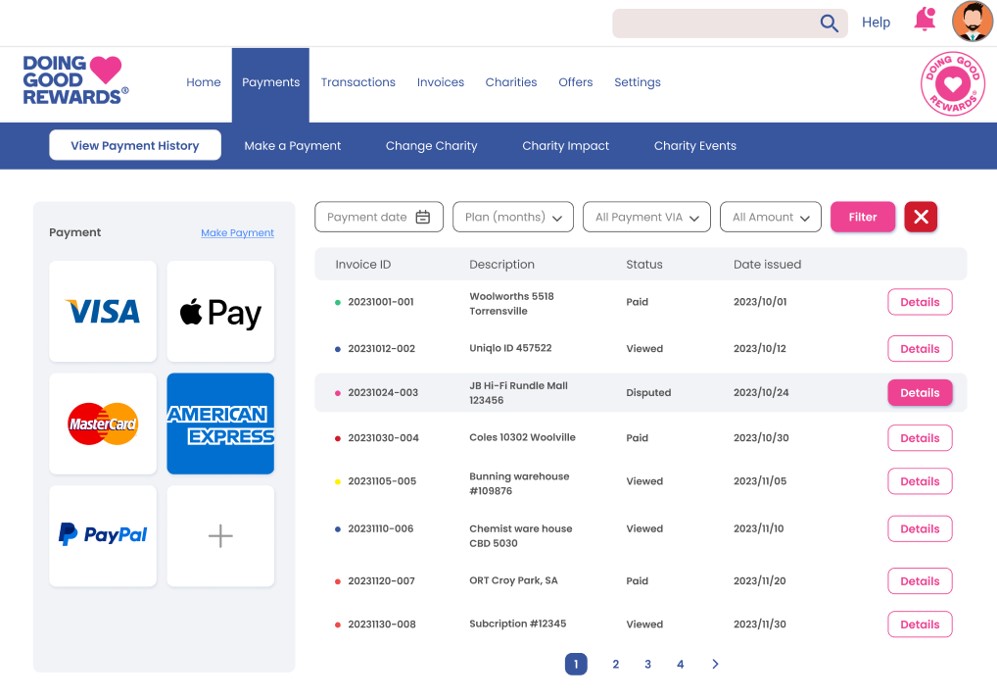 Help
DOING
GOOD
REWARDS®
Home
Payments
Transactions
Invoices
Charities
Offers
Settings
DOING GOOD
REWARDS®
View Payment History
Make a Payment
Change Charity
Charity Impact
Charity Events
Payment
Make Payment
VISA
Pay
MasterCard
AMERICAN
EXPRESS
PayPal
Payment date
Plan (months)
All Payment VIA
All Amount
Filter
Invoice ID Description Status Date issued
20231001-001 Woolworths 5518 Paid 2023/10/01 Details
Torrensville
20231012-002 Uniqlo ID 457522 Viewed 2023/10/12 Details
20231024-003 JB Hi-Fi Rundle Mall Disputed 2023/10/24 Details
123456
20231030-004 Coles 10302 Woolville Paid 2023/10/30 Details
20231105-005 Bunning warehouse Viewed 2023/11/05 Details
#109876
20231110-006 Chemist ware house Viewed 2023/11/10 Details
CBD 5030
20231120-007 ORT Croy Park, SA Paid 2023/11/20 Details
20231130-008 Subcription #12345 Viewed 2023/11/30 Details
1 2 3 4